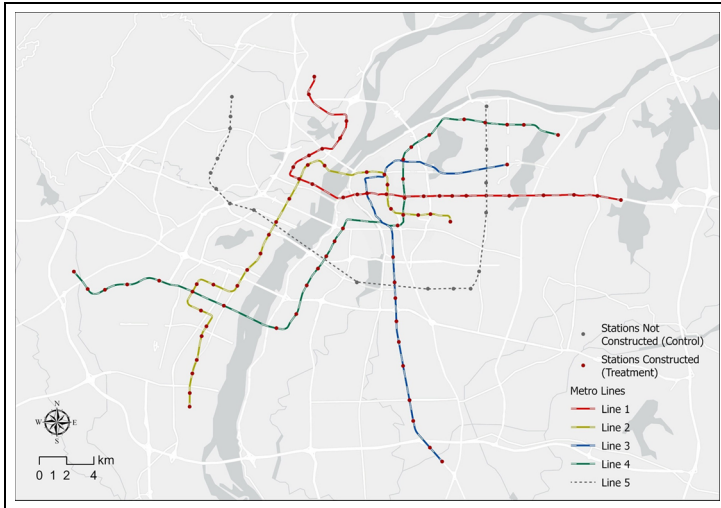 Stations Not
Constructed (Control)
Stations Constructed
(Treatment)
Metro Lines
Line 1
Line 2
Line 3
Line 4
Line 5
N
W E
S
km
0 1 2 4